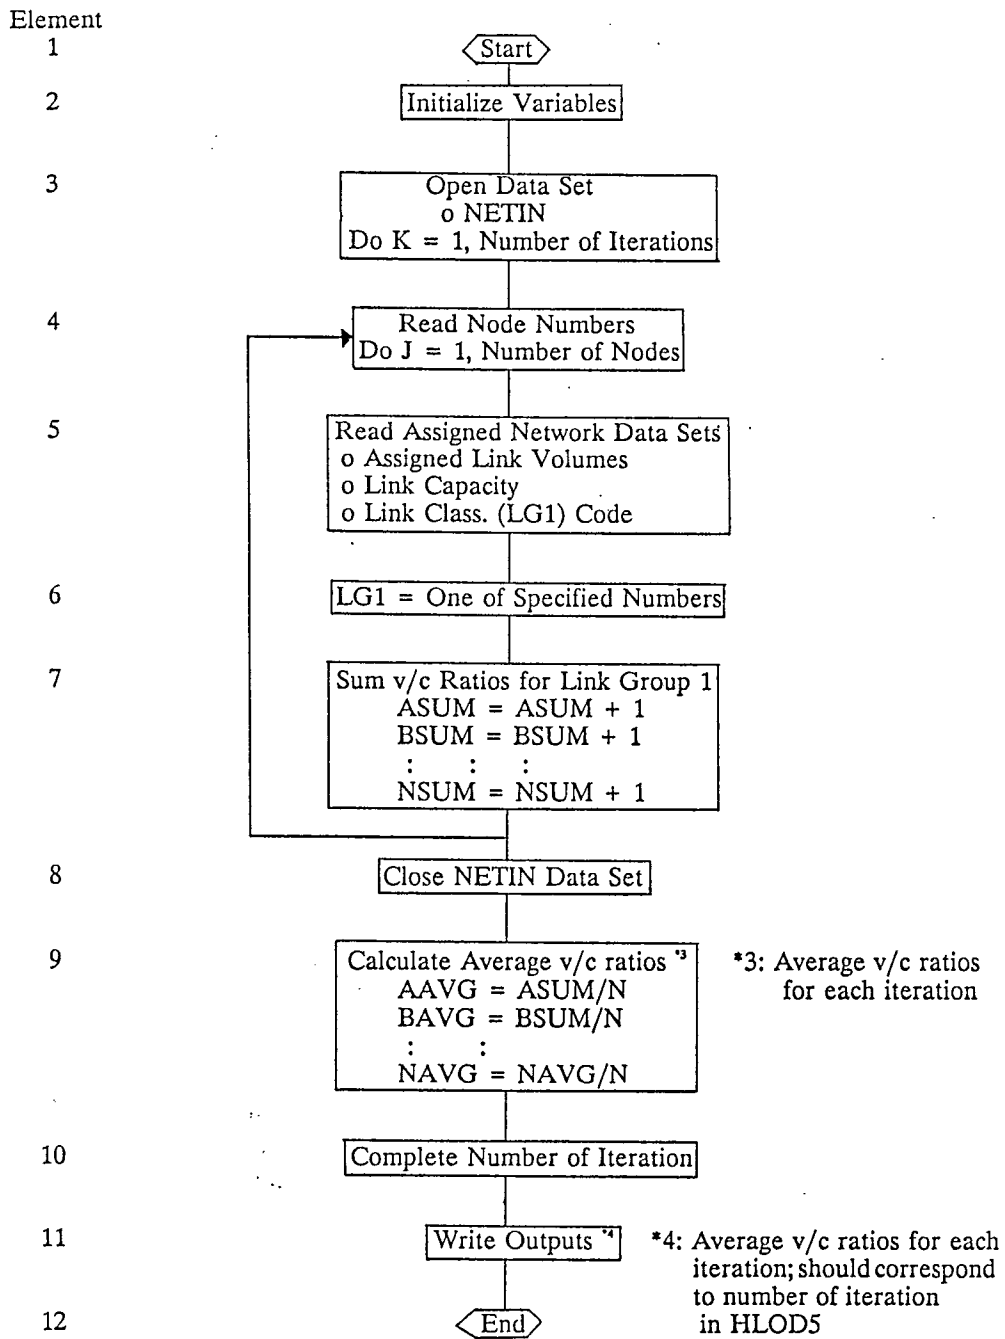 Element
1
Start
2
Initialize Variables
3
Open Data Set
o NETIN
Do K = 1, Number of Iterations
4
Read Node Numbers
Do J = 1, Number of Nodes
5
Read Assigned Network Data Sets
o Assigned Link Volumes
o Link Capacity
o Link Class. (LG1) Code
6
LG1 = One of Specified Numbers
7
Sum v/c Ratios for Link Group 1
ASUM = ASUM + 1
BSUM = BSUM + 1
: : :
NSUM = NSUM + 1
8
Close NETIN Data Set
9
Calculate Average v/c ratios *3
AAVG = ASUM/N
BAVG = BSUM/N
: :
NAVG = NAVG/N
*3: Average v/c ratios
for each iteration
10
Complete Number of Iteration
11
Write Outputs *4
*4: Average v/c ratios for each
iteration; should correspond
to number of iteration
in HLOD5
12
End